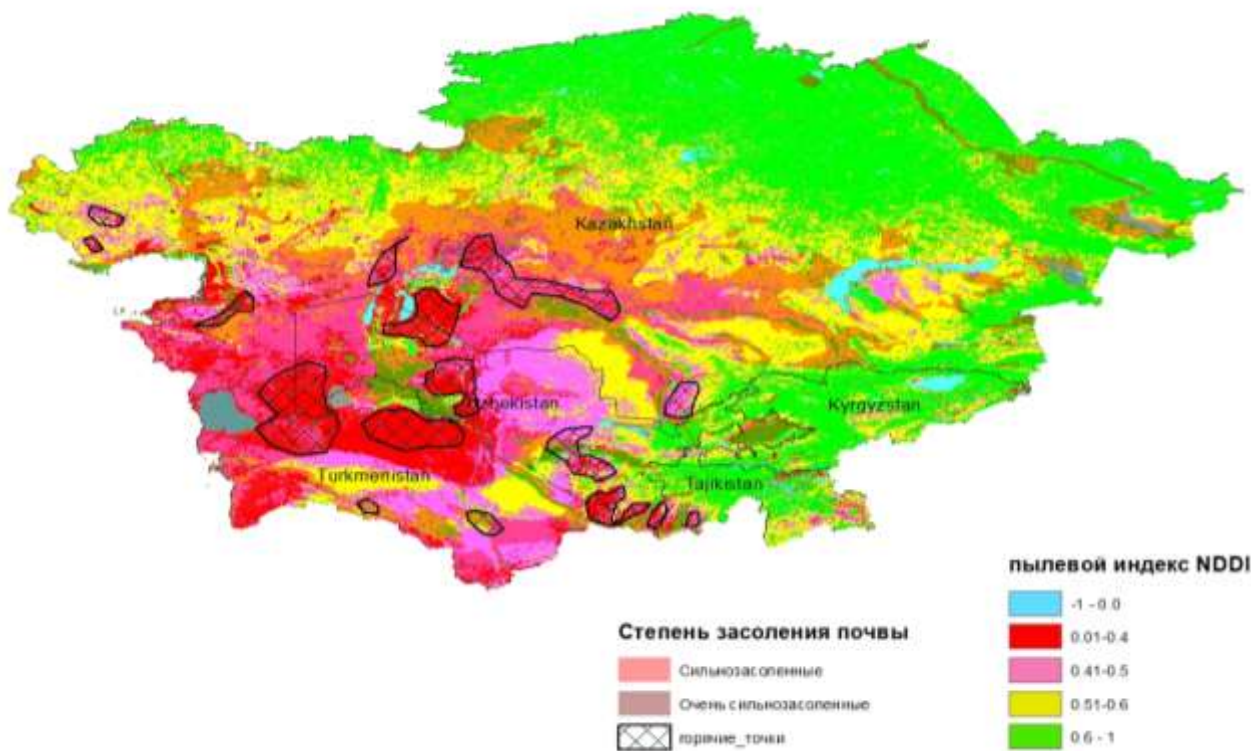 Kazakhstan
Uzbekistan
Kyrgyzstan
Turkmenistan
Tajikistan
пылевой индекс NDDI
-1 - 0.0
0.01-0.4
0.41-0.5
0.51-0.6
0.6 - 1
Степень засоления почвы
Сильнозасоленные
Очень сильнозасоленные
горячие_точки